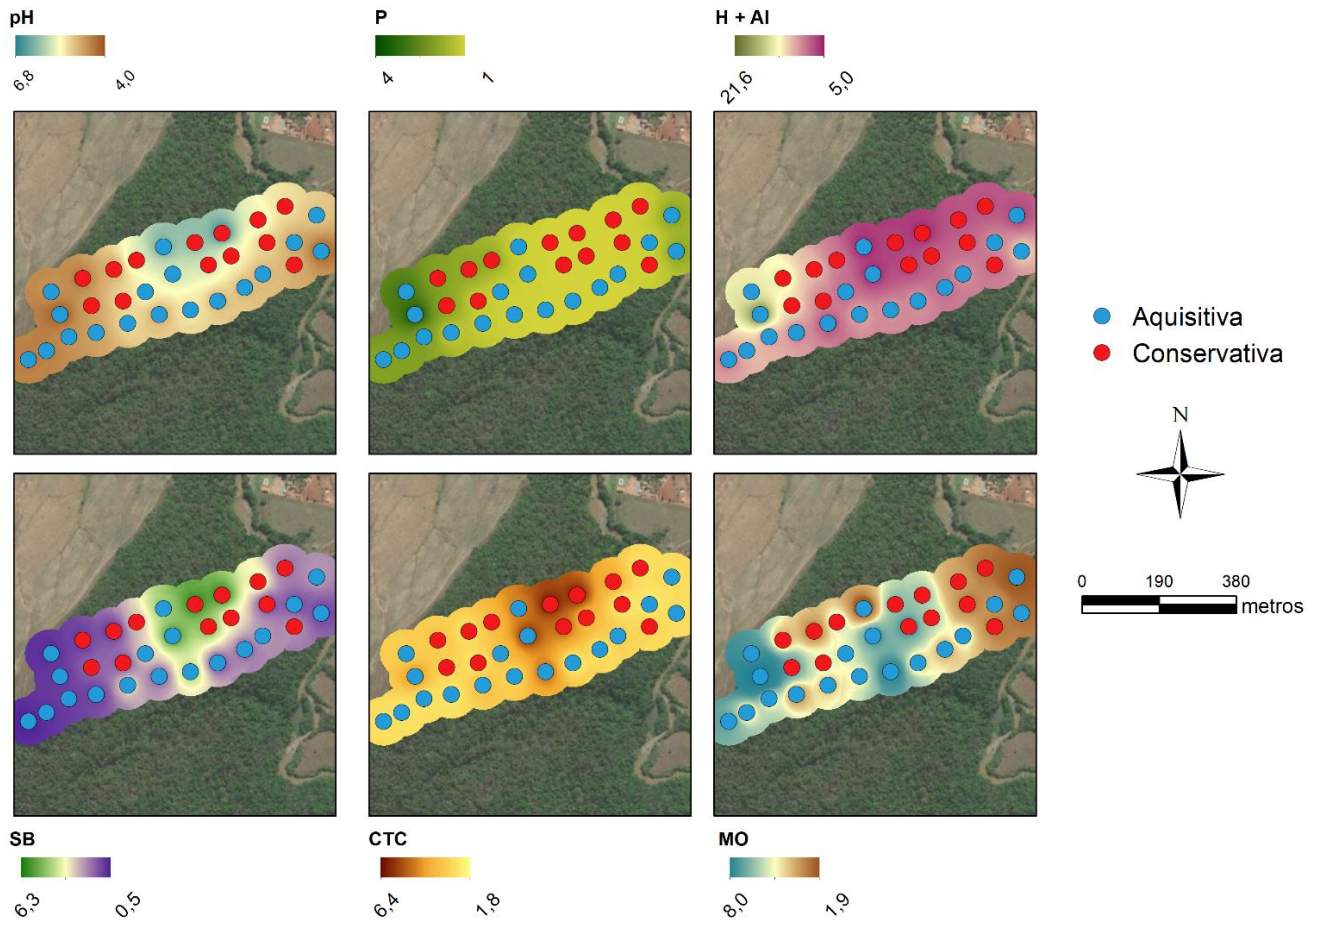 pH
6,8 4,0
P
4 1
H + Al
21,6 5,0
Aquisitiva
Conservativa
N
0 190 380
metros
SB
6,3 0,5
CTC
6,4 1,8
MO
8,0 1,9